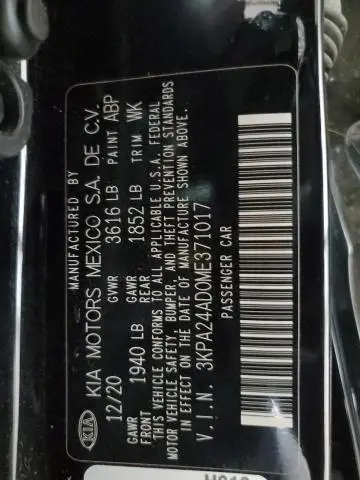 MANUFACTURED BY
KIA KIA MOTORS MEXICO S.A. DE C.V.
12/20 GVWR 3616 LB PAINT ABP
GAWR FRONT 1940 LB GAWR REAR 1852 LB TRIM WK
THIS VEHICLE CONFORMS TO ALL APPLICABLE U.S.A. FEDERAL
MOTOR VEHICLE SAFETY, BUMPER, AND THEFT PREVENTION STANDARDS
IN EFFECT ON THE DATE OF MANUFACTURE SHOWN ABOVE.
V.I.N. 3KPA24AD0ME371017
PASSENGER CAR